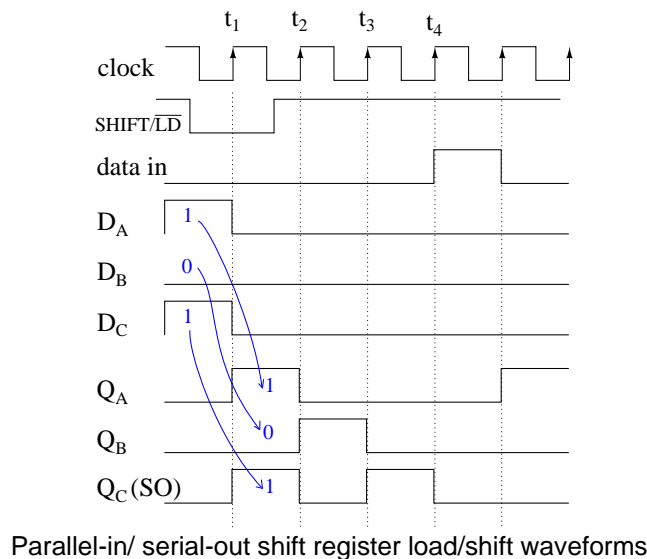 t1 t2 t3 t4
clock
SHIFT/LD
data in
DA 1
DB 0
DC 1
QA 1
QB 0
QC (SO) 1
Parallel-in/ serial-out shift register load/shift waveforms